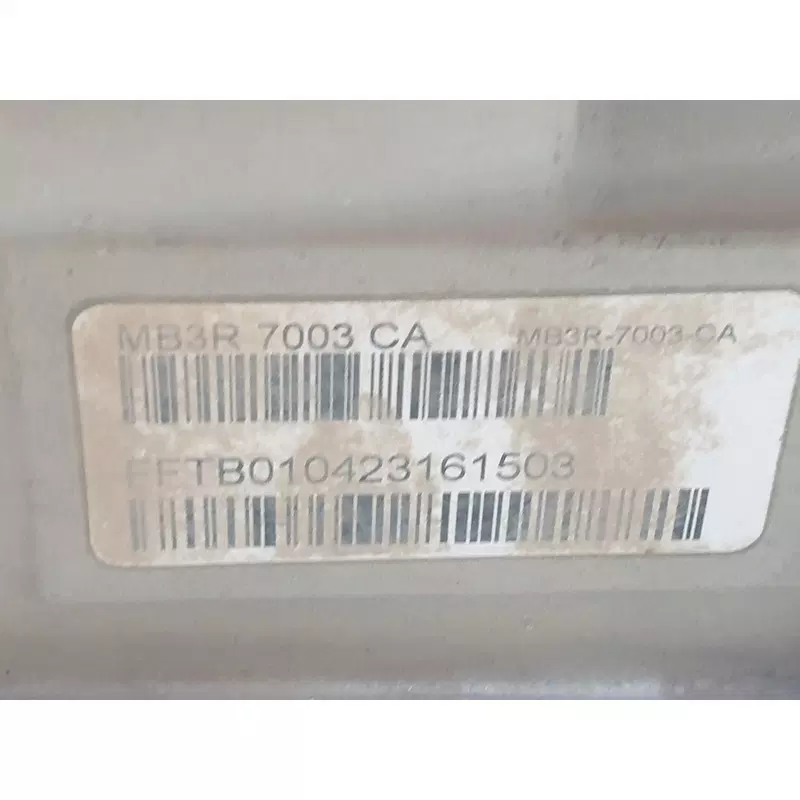 MB3R 7003 CA MB3R-7003-CA
FFTB010423161503